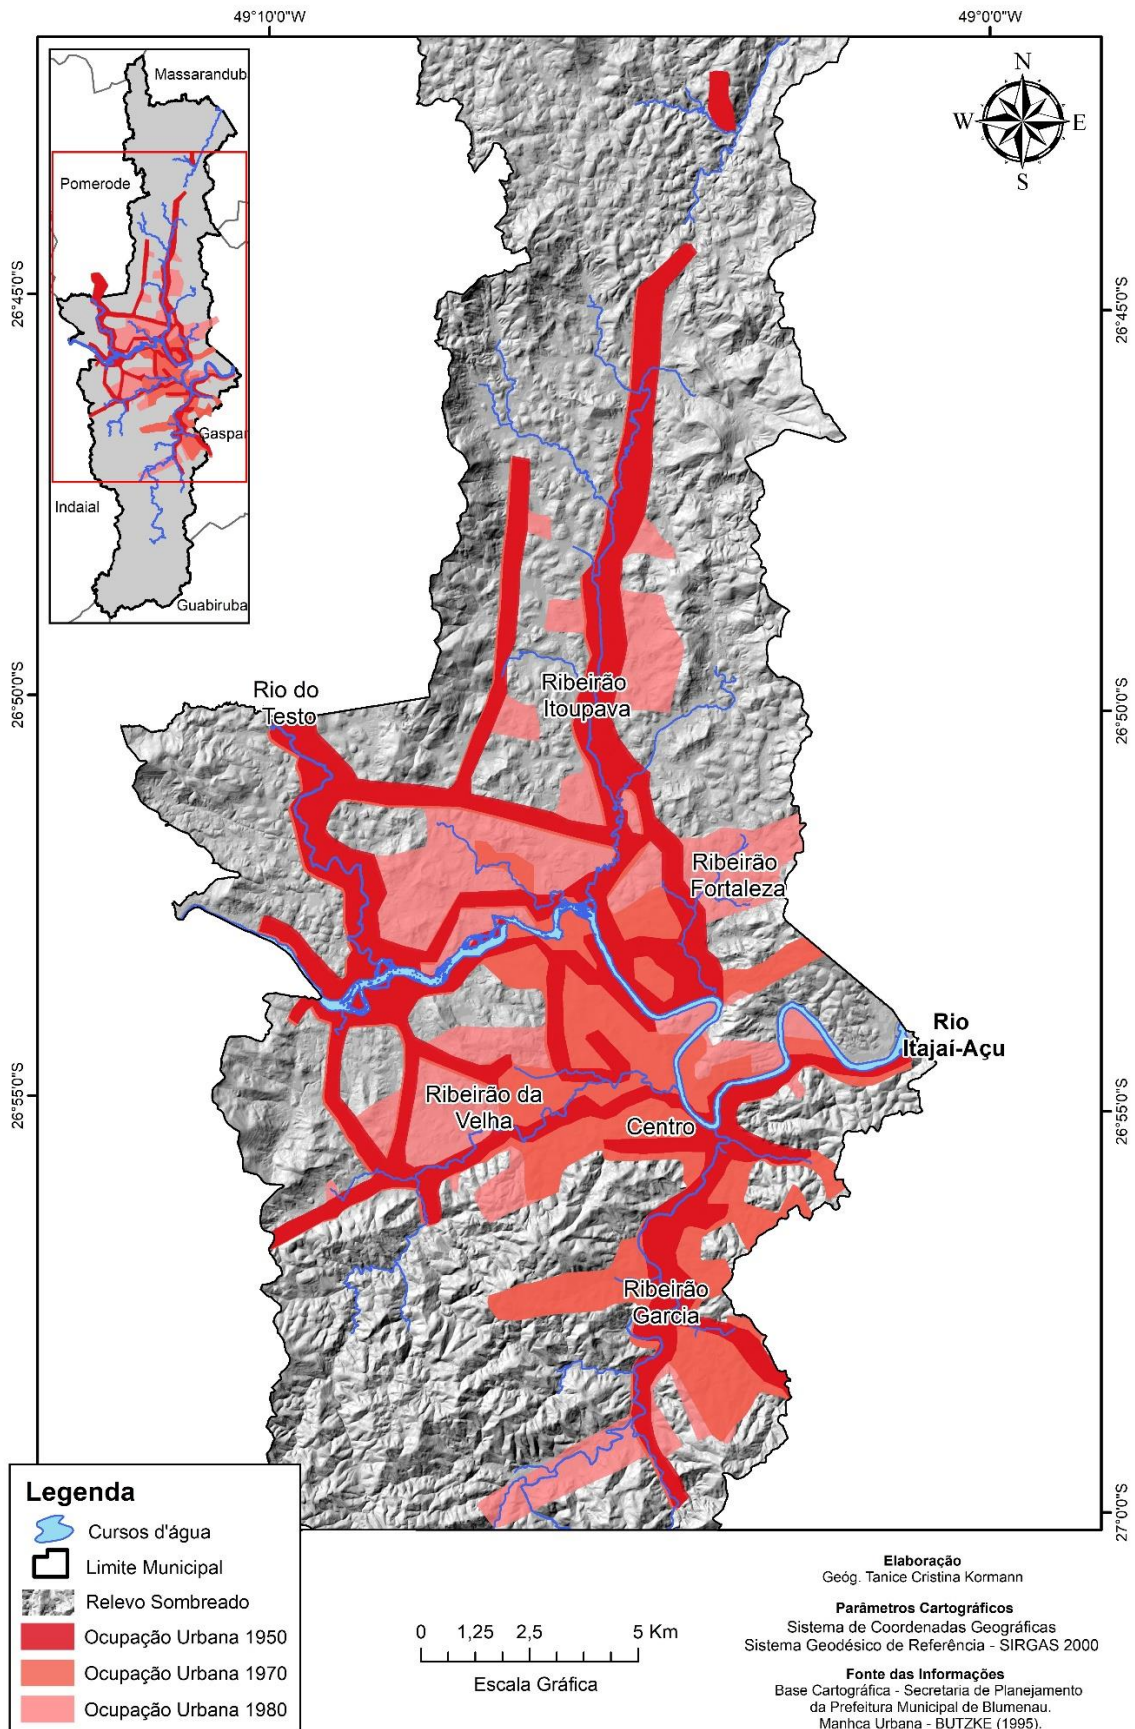 49°10'0"W
49°0'0"W
Massarandub
Pomerode
Gaspar
Indaial
Guabiruba
N
W
E
S
26°45'0"S
26°45'0"S
26°50'0"S
26°50'0"S
26°55'0"S
26°55'0"S
27°0'0"S
Rio do
Testo
Ribeirão
Itoupava
Ribeirão
Fortaleza
Rio
Itajaí-Açu
Ribeirão da
Velha
Centro
Ribeirão
Garcia
Legenda
Cursos d'água
Limite Municipal
Relevo Sombreado
Ocupação Urbana 1950
Ocupação Urbana 1970
Ocupação Urbana 1980
0 1,25 2,5 5 Km
Escala Gráfica
Elaboração
Geóg. Tanice Cristina Kormann
Parâmetros Cartográficos
Sistema de Coordenadas Geográficas
Sistema Geodésico de Referência - SIRGAS 2000
Fonte das Informações
Base Cartográfica - Secretaria de Planejamento
da Prefeitura Municipal de Blumenau.
Manhca Urbana - BUTZKE (1995).